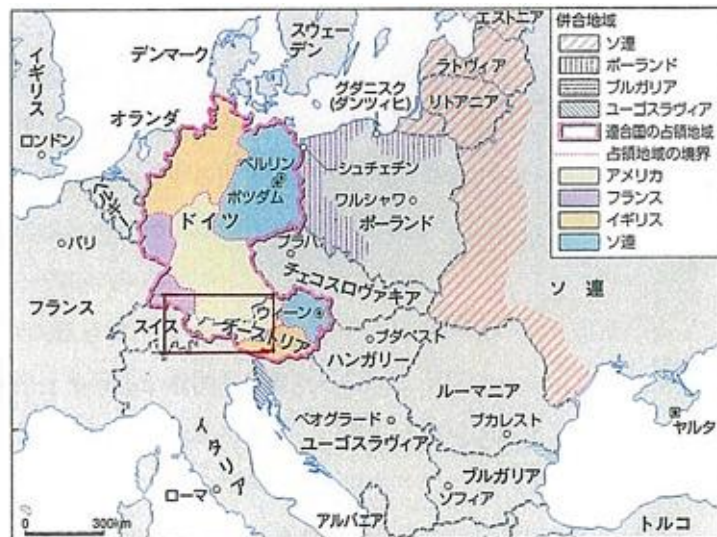 エストニア
スウェーデン
デンマーク
イギリス
ラトヴィア
グダニスク
(ダンツィヒ)
リトアニア
オランダ
ロンドン
ベルリン
シュチェチン
ポツダム
ワルシャワ
ポーランド
ドイツ
ベルギー
パリ
プラハ
チェコスロヴァキア
ソ連
フランス
ウィーン
スイス
オーストリア
ブダペスト
ハンガリー
ルーマニア
ベオグラード
ブカレスト
ヤルタ
ユーゴスラヴィア
イタリア
ブルガリア
ローマ
ソフィア
アルバニア
トルコ
0 300km
併合地域
ソ連
ポーランド
ブルガリア
ユーゴスラヴィア
連合国の占領地域
占領地域の境界
アメリカ
フランス
イギリス
ソ連